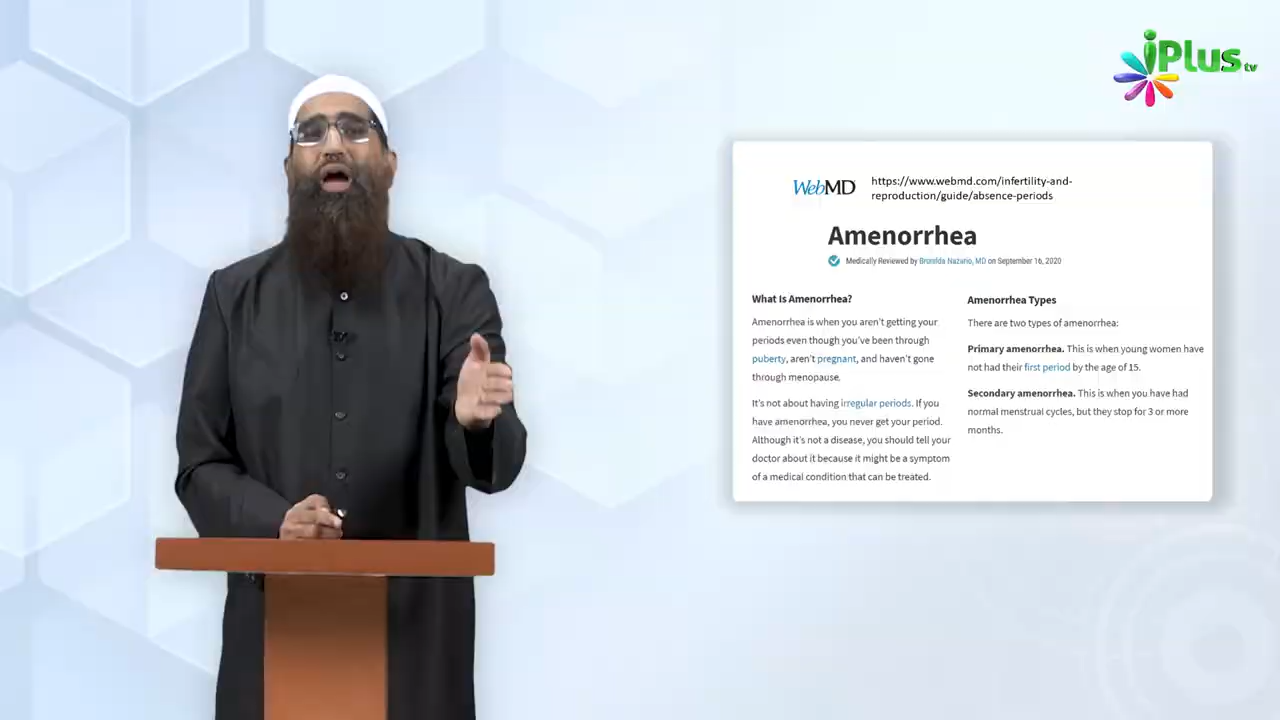 iPlus tv
WebMD
https://www.webmd.com/infertility-and-
reproduction/guide/absence-periods
Amenorrhea
Medically Reviewed by Brunilda Nazario, MD on September 16, 2020
What Is Amenorrhea?
Amenorrhea is when you aren't getting your
periods even though you've been through
puberty, aren't pregnant, and haven't gone
through menopause.
It's not about having irregular periods. If you
have amenorrhea, you never get your period.
Although it's not a disease, you should tell your
doctor about it because it might be a symptom
of a medical condition that can be treated.
Amenorrhea Types
There are two types of amenorrhea:
Primary amenorrhea. This is when young women have
not had their first period by the age of 15.
Secondary amenorrhea. This is when you have had
normal menstrual cycles, but they stop for 3 or more
months.